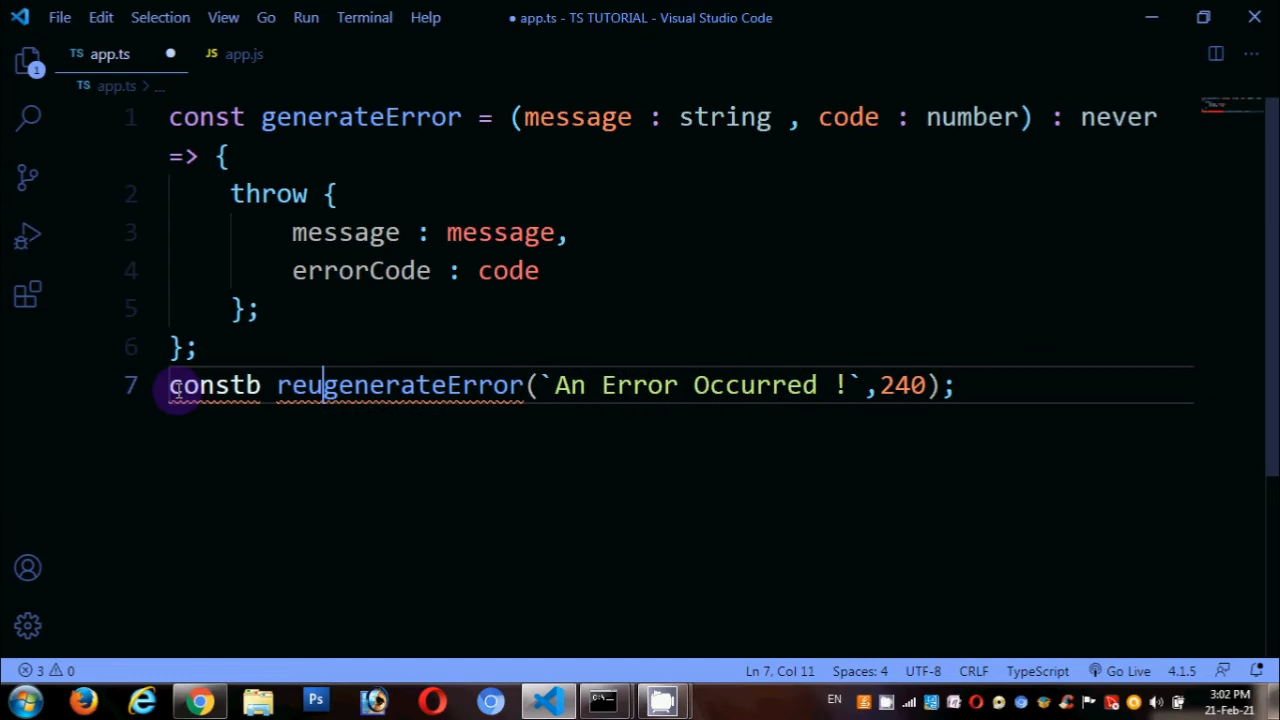 File Edit Selection View Go Run Terminal Help
● app.ts - TS TUTORIAL - Visual Studio Code
1
TS app.ts
JS app.js
TS app.ts > ...
1 const generateError = (message : string , code : number) : never
=> {
2 throw {
3 message : message,
4 errorCode : code
5 };
6 };
7 constb reugenerateError(`An Error Occurred !`,240);
3 0
Ln 7, Col 11 Spaces: 4 UTF-8 CRLF TypeScript Go Live 4.1.5
Ps
C:\.
EN
3:02 PM
21-Feb-21